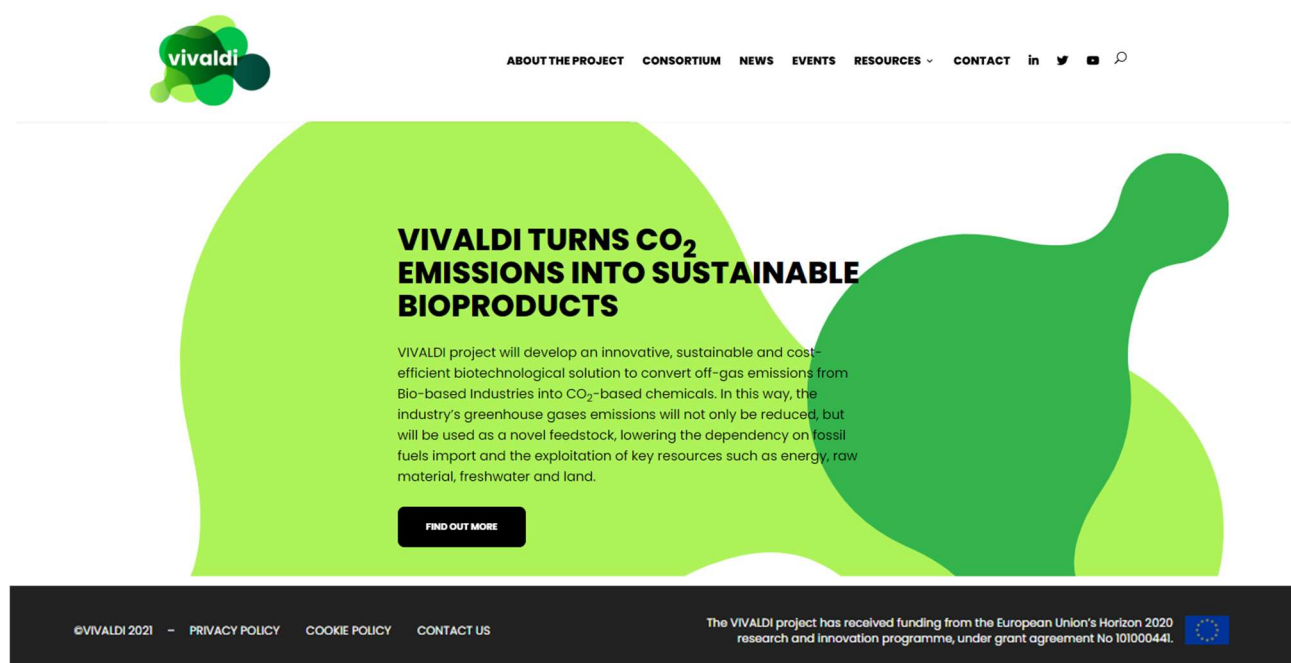 vivaldi
ABOUT THE PROJECT CONSORTIUM NEWS EVENTS RESOURCES CONTACT in
VIVALDI TURNS CO₂
EMISSIONS INTO SUSTAINABLE
BIOPRODUCTS
VIVALDI project will develop an innovative, sustainable and cost-
efficient biotechnological solution to convert off-gas emissions from
Bio-based Industries into CO₂-based chemicals. In this way, the
industry’s greenhouse gases emissions will not only be reduced, but
will be used as a novel feedstock, lowering the dependency on fossil
fuels import and the exploitation of key resources such as energy, raw
material, freshwater and land.
FIND OUT MORE
©VIVALDI 2021 – PRIVACY POLICY COOKIE POLICY CONTACT US
The VIVALDI project has received funding from the European Union’s Horizon 2020
research and innovation programme, under grant agreement No 101000441.